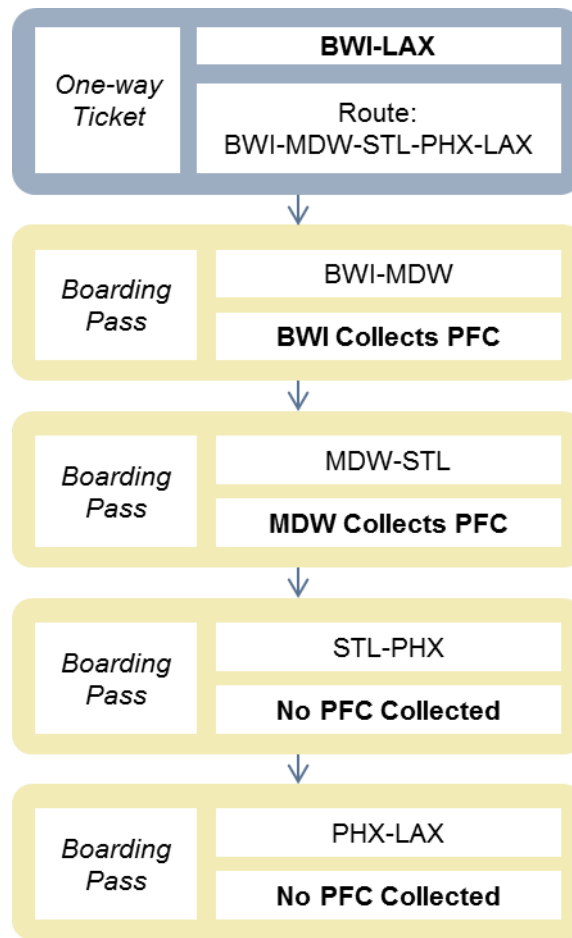 One-way
Ticket
BWI-LAX
Route:
BWI-MDW-STL-PHX-LAX
Boarding
Pass
BWI-MDW
BWI Collects PFC
Boarding
Pass
MDW-STL
MDW Collects PFC
Boarding
Pass
STL-PHX
No PFC Collected
Boarding
Pass
PHX-LAX
No PFC Collected